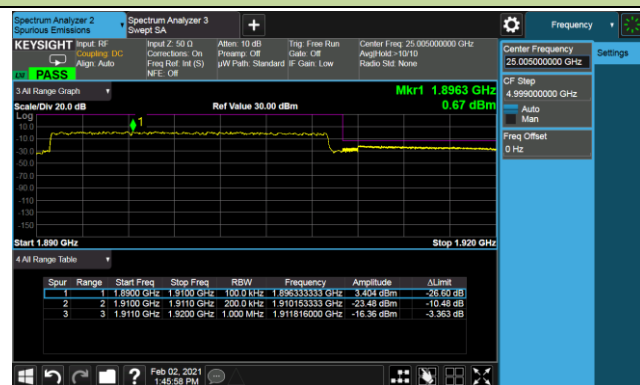 Spectrum Analyzer 2
Spurious Emissions
Spectrum Analyzer 3
Swept SA
Frequency
KEYSIGHT
Input: RF
Coupling: DC
Align: Auto
Input Z: 50 Ω
Corrections: On
Freq Ref: Int (S)
NFE: Off
Atten: 10 dB
Preamp: Off
µW Path: Standard
Trig: Free Run
Gate: Off
IF Gain: Low
Center Freq: 25.005000000 GHz
Avg|Hold:>10/10
Radio Std: None
PASS
Center Frequency
25.005000000 GHz
Settings
CF Step
4.999000000 GHz
Auto
Man
Freq Offset
0 Hz
3 All Range Graph
Mkr1 1.8963 GHz
Scale/Div 20.0 dB
Ref Value 30.00 dBm
0.67 dBm
Log
10.0
-10.0
-30.0
-50.0
-70.0
-90.0
-110
-130
-150
1
Start 1.890 GHz
Stop 1.920 GHz
4 All Range Table
Spur Range Start Freq Stop Freq RBW Frequency Amplitude ΔLimit
1 1 1.8900 GHz 1.9100 GHz 100.0 kHz 1.896333333 GHz 3.404 dBm -26.60 dB
2 2 1.9100 GHz 1.9110 GHz 200.0 kHz 1.910153333 GHz -23.48 dBm -10.48 dB
3 3 1.9110 GHz 1.9200 GHz 1.000 MHz 1.911816000 GHz -16.36 dBm -3.363 dB
Feb 02, 2021
1:45:58 PM